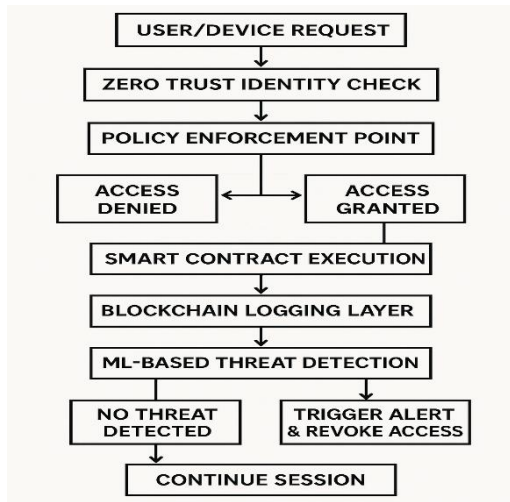 USER/DEVICE REQUEST
ZERO TRUST IDENTITY CHECK
POLICY ENFORCEMENT POINT
ACCESS
DENIED
ACCESS
GRANTED
SMART CONTRACT EXECUTION
BLOCKCHAIN LOGGING LAYER
ML-BASED THREAT DETECTION
NO THREAT
DETECTED
TRIGGER ALERT
& REVOKE ACCESS
CONTINUE SESSION